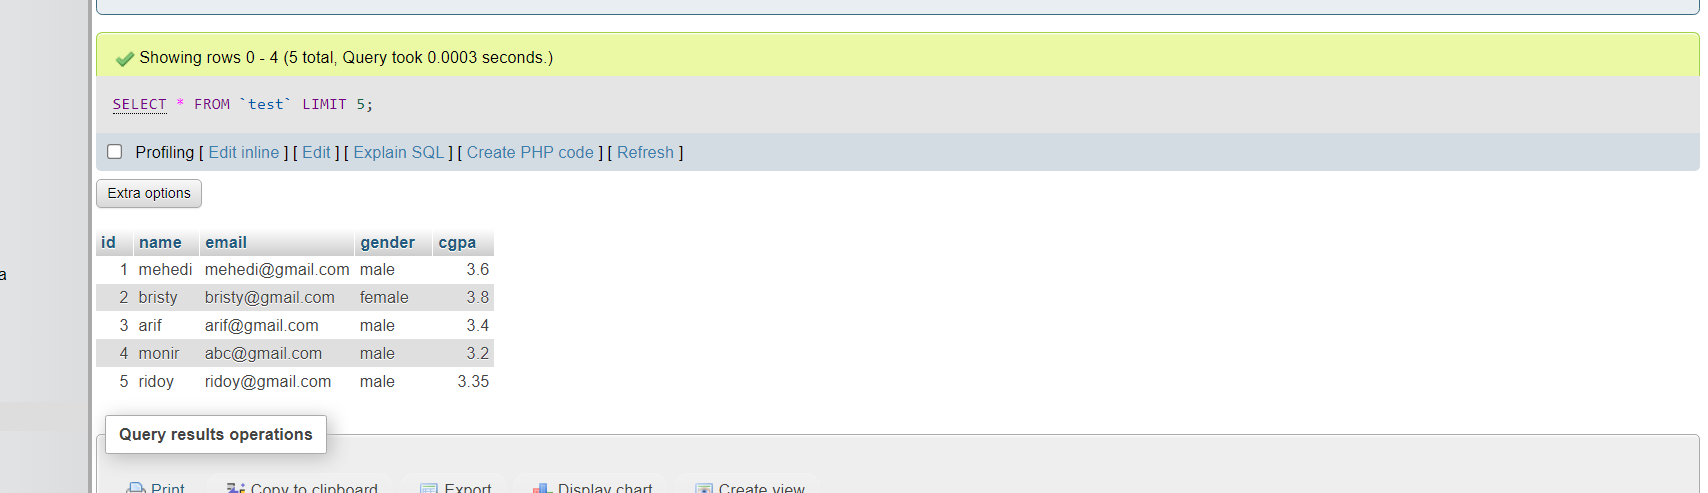 Showing rows 0 - 4 (5 total, Query took 0.0003 seconds.)
SELECT * FROM `test` LIMIT 5;
Profiling [ Edit inline ] [ Edit ] [ Explain SQL ] [ Create PHP code ] [ Refresh ]
Extra options
id name email gender cgpa
a
1 mehedi mehedi@gmail.com male 3.6
2 bristy bristy@gmail.com female 3.8
3 arif arif@gmail.com male 3.4
4 monir abc@gmail.com male 3.2
5 ridoy ridoy@gmail.com male 3.35
Query results operations
Print Copy to clipboard Export Display chart Create view